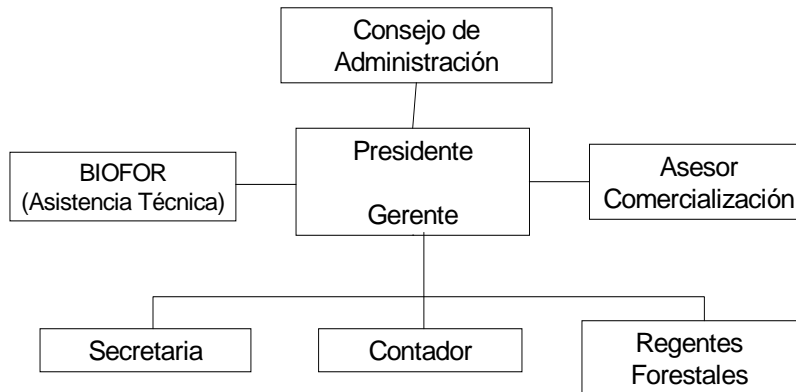 Consejo de
Administración
Presidente
Gerente
BIOFOR
(Asistencia Técnica)
Asesor
Comercialización
Secretaria
Contador
Regentes
Forestales